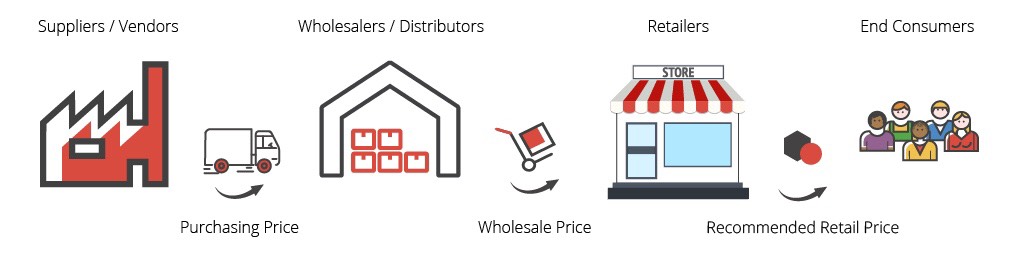 Suppliers / Vendors
Wholesalers / Distributors
Retailers
End Consumers
STORE
Purchasing Price
Wholesale Price
Recommended Retail Price